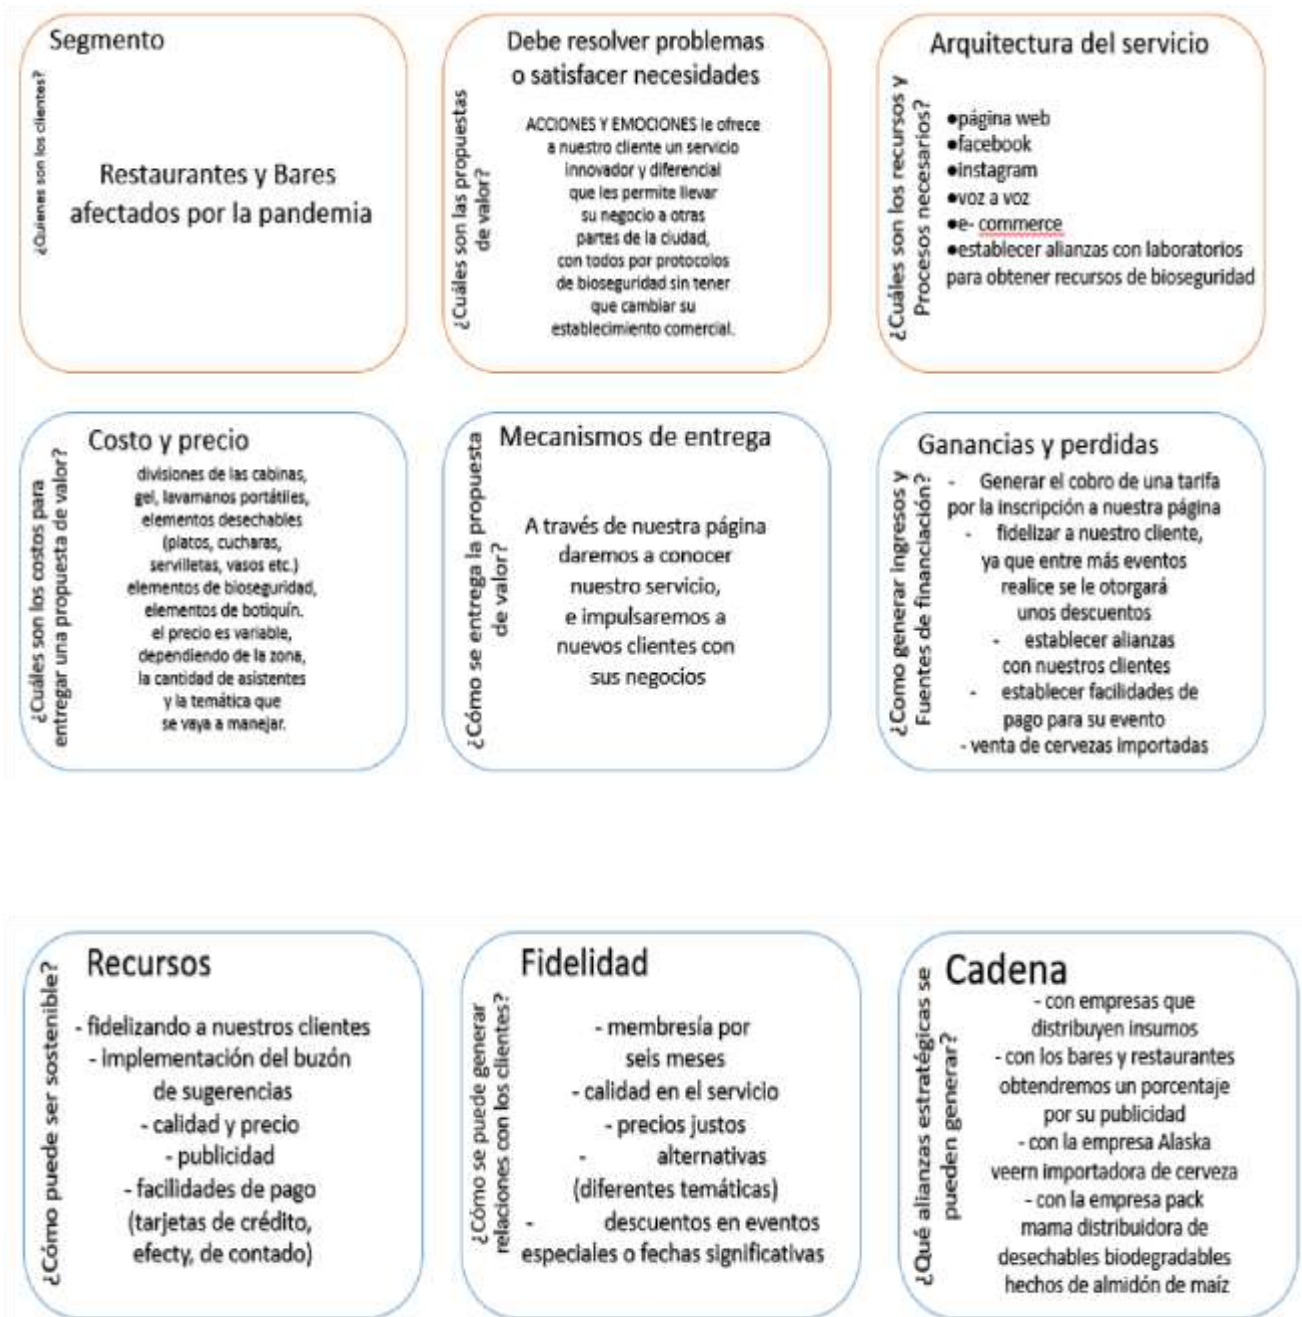 Segmento
¿Quienes son los clientes?
Restaurantes y Bares
afectados por la pandemia
Debe resolver problemas
o satisfacer necesidades
¿Cuáles son las propuestas
de valor?
ACCIONES Y EMOCIONES le ofrece
a nuestro cliente un servicio
innovador y diferencial
que les permite llevar
su negocio a otras
partes de la ciudad,
con todos por protocolos
de bioseguridad sin tener
que cambiar su
establecimiento comercial.
Arquitectura del servicio
¿Cuáles son los recursos y
Procesos necesarios?
●página web
●facebook
●instagram
●voz a voz
●e- commerce
●establecer alianzas con laboratorios
para obtener recursos de bioseguridad
Costo y precio
¿Cuáles son los costos para
entregar una propuesta de valor?
divisiones de las cabinas,
gel, lavamanos portátiles,
elementos desechables
(platos, cucharas,
servilletas, vasos etc.)
elementos de bioseguridad,
elementos de botiquín.
el precio es variable,
dependiendo de la zona,
la cantidad de asistentes
y la temática que
se vaya a manejar.
Mecanismos de entrega
¿Cómo se entrega la propuesta
de valor?
A través de nuestra página
daremos a conocer
nuestro servicio,
e impulsaremos a
nuevos clientes con
sus negocios
Ganancias y perdidas
¿Como generar ingresos y
Fuentes de financiación?
- Generar el cobro de una tarifa
por la inscripción a nuestra página
- fidelizar a nuestro cliente,
ya que entre más eventos
realice se le otorgará
unos descuentos
- establecer alianzas
con nuestros clientes
- establecer facilidades de
pago para su evento
- venta de cervezas importadas
Recursos
¿Cómo puede ser sostenible?
- fidelizando a nuestros clientes
- implementación del buzón
de sugerencias
- calidad y precio
- publicidad
- facilidades de pago
(tarjetas de crédito,
efecty, de contado)
Fidelidad
¿Cómo se puede generar
relaciones con los clientes?
- membresía por
seis meses
- calidad en el servicio
- precios justos
- alternativas
(diferentes temáticas)
- descuentos en eventos
especiales o fechas significativas
Cadena
¿Qué alianzas estratégicas se
pueden generar?
- con empresas que
distribuyen insumos
- con los bares y restaurantes
obtendremos un porcentaje
por su publicidad
- con la empresa Alaska
veern importadora de cerveza
- con la empresa pack
mama distribuidora de
desechables biodegradables
hechos de almidón de maíz